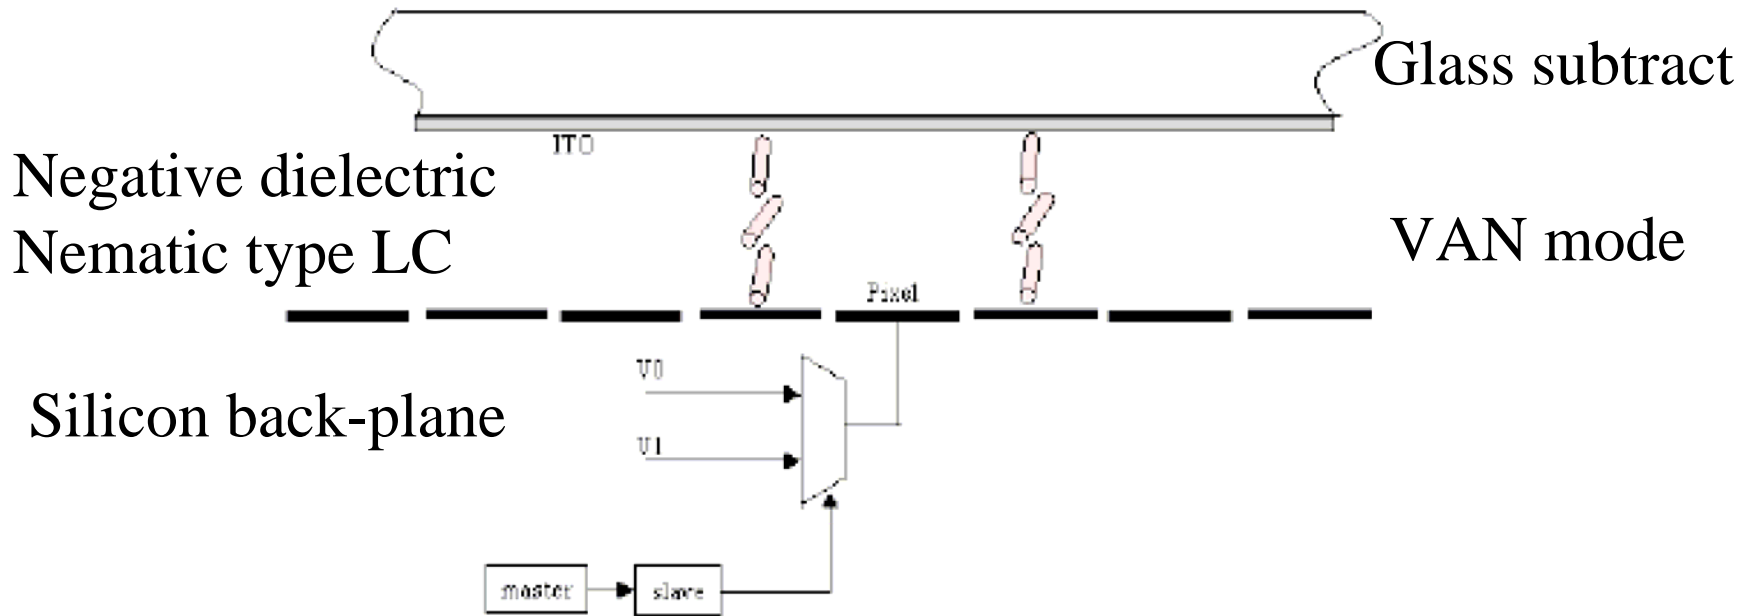 Glass subtract
ITO
Negative dielectric
Nematic type LC
VAN mode
Pixel
V0
Silicon back-plane
V1
master
slave